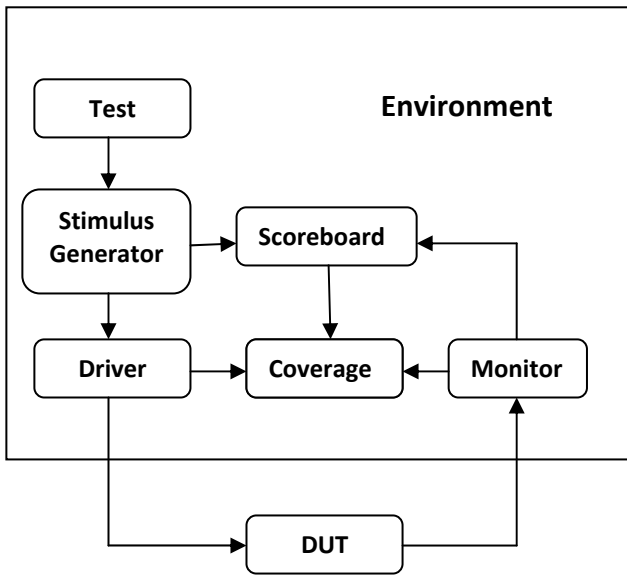 Test
Environment
Stimulus
Generator
Scoreboard
Driver
Coverage
Monitor
DUT